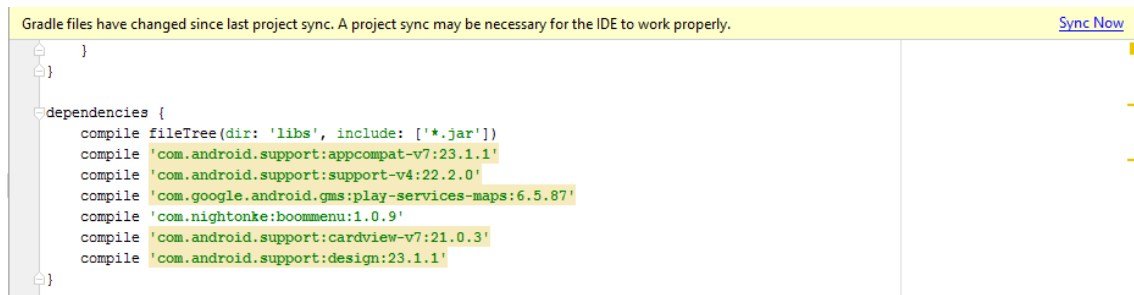 Gradle files have changed since last project sync. A project sync may be necessary for the IDE to work properly. Sync Now
}
}
dependencies {
compile fileTree(dir: 'libs', include: ['*.jar'])
compile 'com.android.support:appcompat-v7:23.1.1'
compile 'com.android.support:support-v4:22.2.0'
compile 'com.google.android.gms:play-services-maps:6.5.87'
compile 'com.nightonke:boommenu:1.0.9'
compile 'com.android.support:cardview-v7:21.0.3'
compile 'com.android.support:design:23.1.1'
}